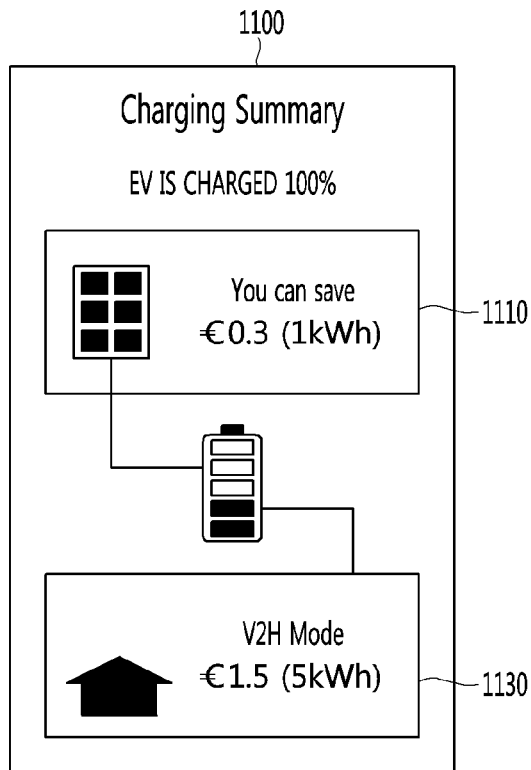 1100
Charging Summary
EV IS CHARGED 100%
You can save
€0.3 (1kWh)
1110
V2H Mode
€1.5 (5kWh)
1130